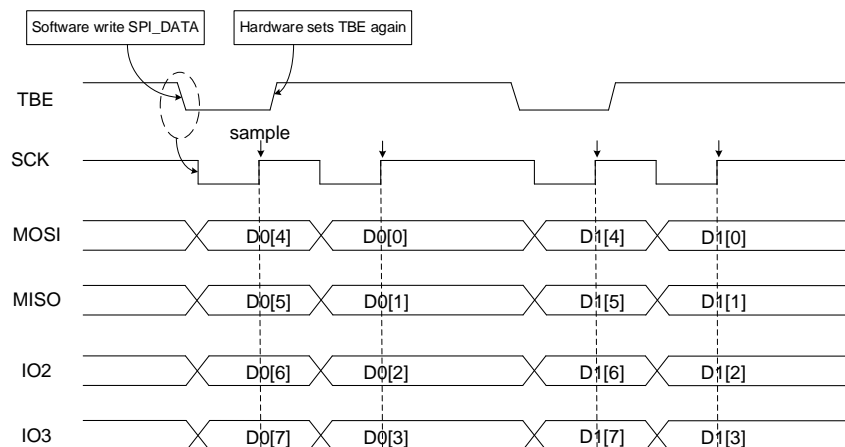 Software write SPI_DATA
Hardware sets TBE again
TBE
sample
SCK
MOSI D0[4] D0[0] D1[4] D1[0]
MISO D0[5] D0[1] D1[5] D1[1]
IO2 D0[6] D0[2] D1[6] D1[2]
IO3 D0[7] D0[3] D1[7] D1[3]